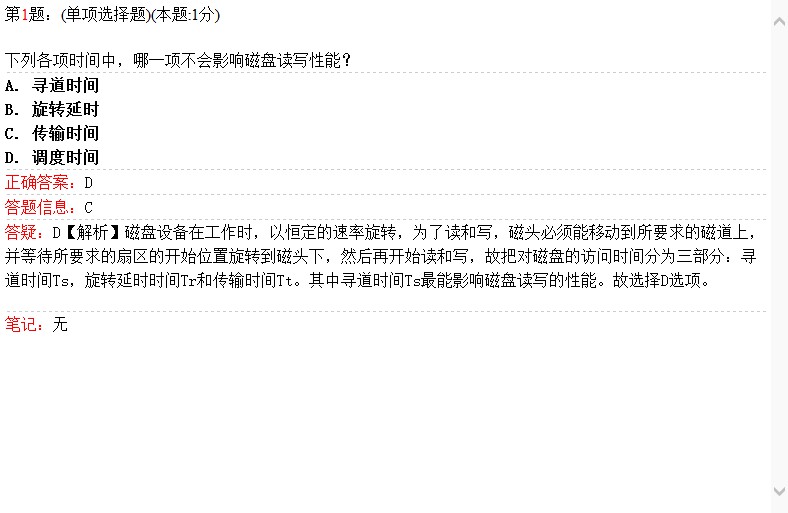 第1题：(单项选择题)(本题:1分)
下列各项时间中，哪一项不会影响磁盘读写性能？
A. 寻道时间
B. 旋转延时
C. 传输时间
D. 调度时间
正确答案：D
答题信息：C
答疑：D【解析】磁盘设备在工作时，以恒定的速率旋转，为了读和写，磁头必须能移动到所要求的磁道上，
并等待所要求的扇区的开始位置旋转到磁头下，然后再开始读和写，故把对磁盘的访问时间分为三部分：寻
道时间Ts，旋转延时时间Tr和传输时间Tt。其中寻道时间Ts最能影响磁盘读写的性能。故选择D选项。
笔记：无